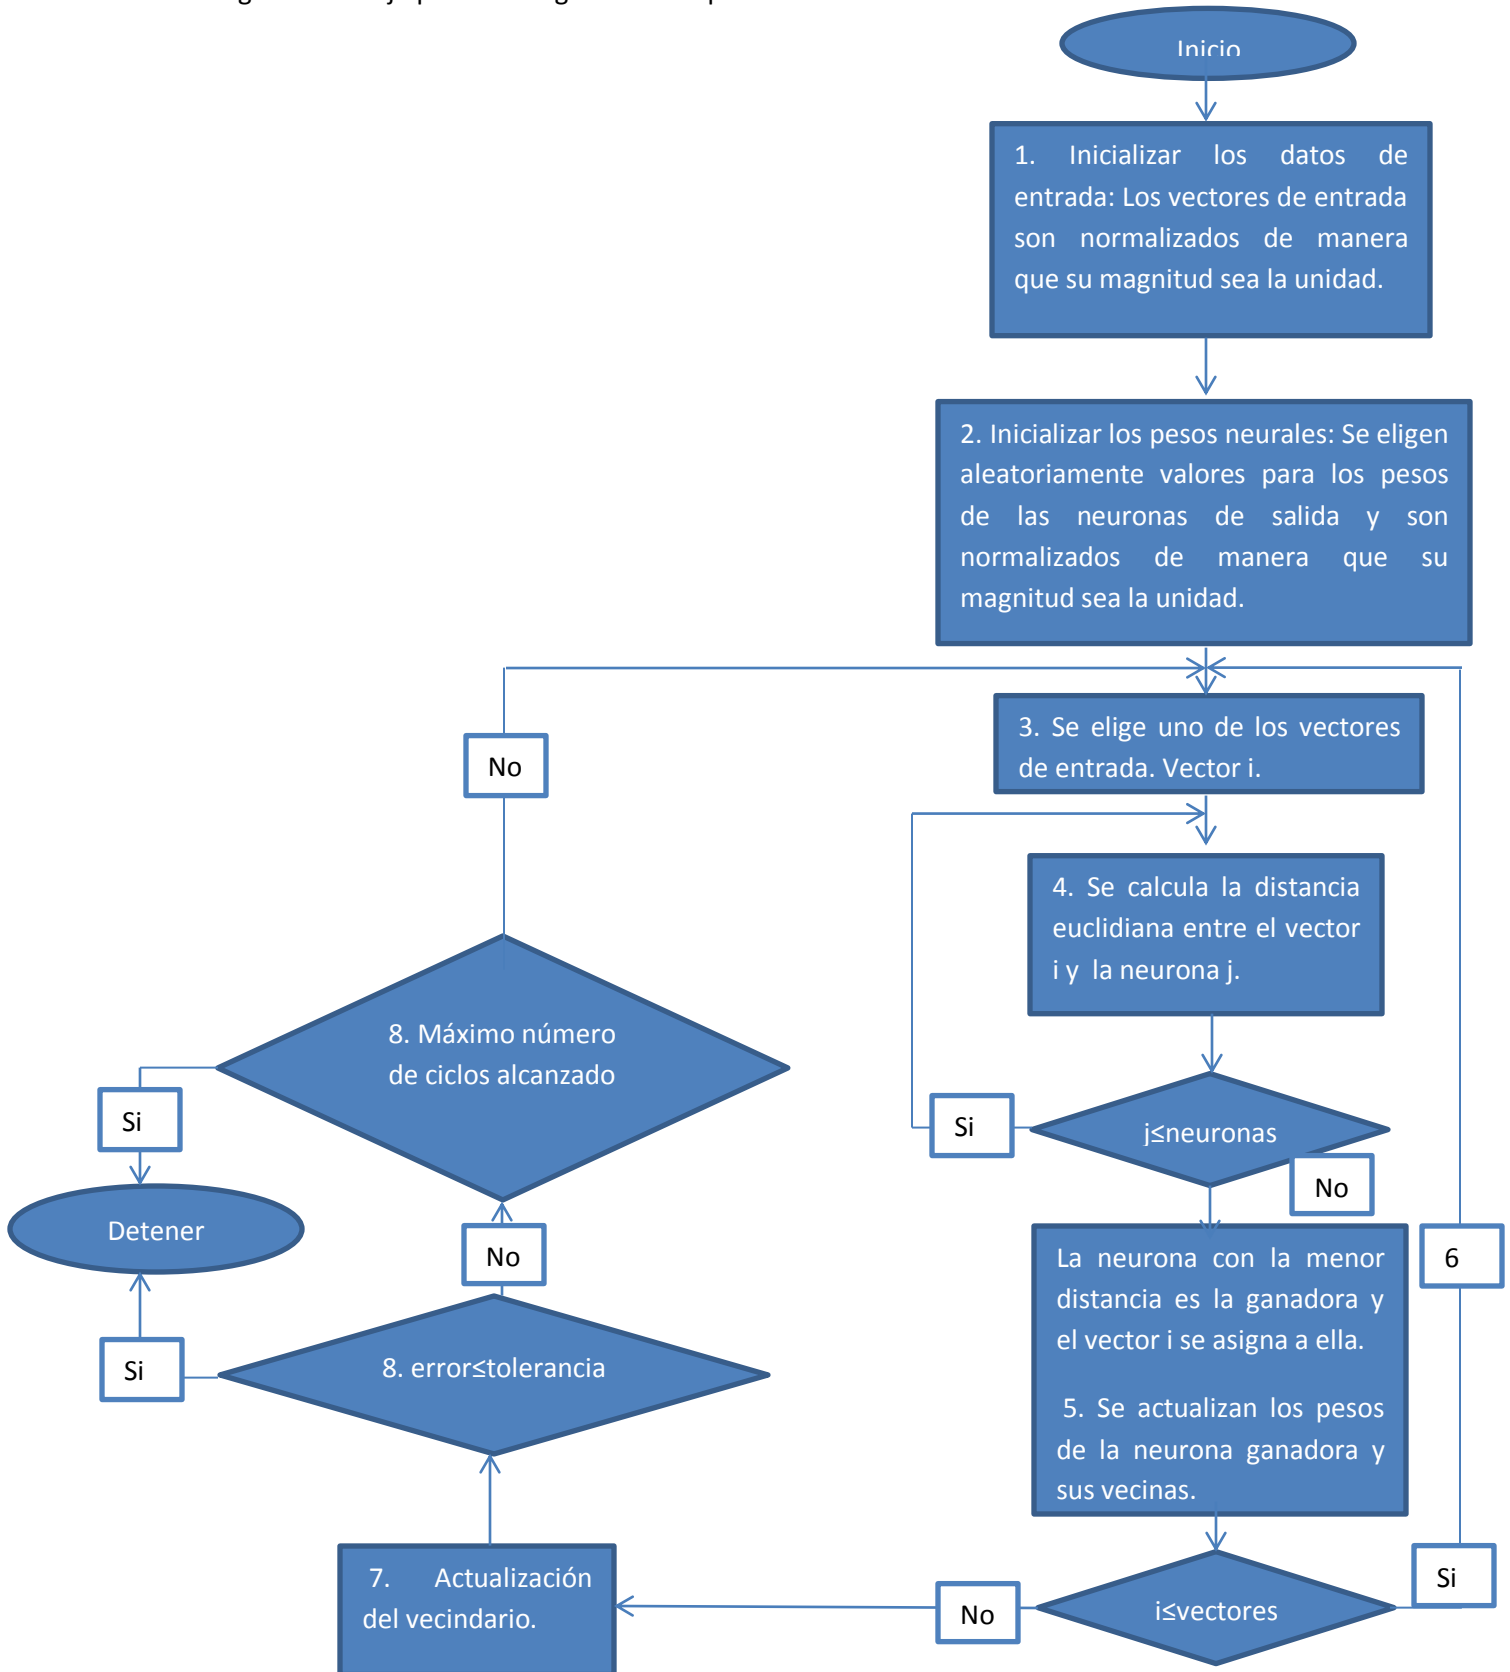 Inicio
1. Inicializar los datos de
entrada: Los vectores de entrada
son normalizados de manera
que su magnitud sea la unidad.
2. Inicializar los pesos neurales: Se eligen
aleatoriamente valores para los pesos
de las neuronas de salida y son
normalizados de manera que su
magnitud sea la unidad.
No
3. Se elige uno de los vectores
de entrada. Vector i.
4. Se calcula la distancia
euclidiana entre el vector
i y la neurona j.
8. Máximo número
de ciclos alcanzado
Si
Si
j≤neuronas
No
Detener
No
La neurona con la menor
distancia es la ganadora y
el vector i se asigna a ella.
6
Si
8. error≤tolerancia
5. Se actualizan los pesos
de la neurona ganadora y
sus vecinas.
7. Actualización
del vecindario.
No
i≤vectores
Si